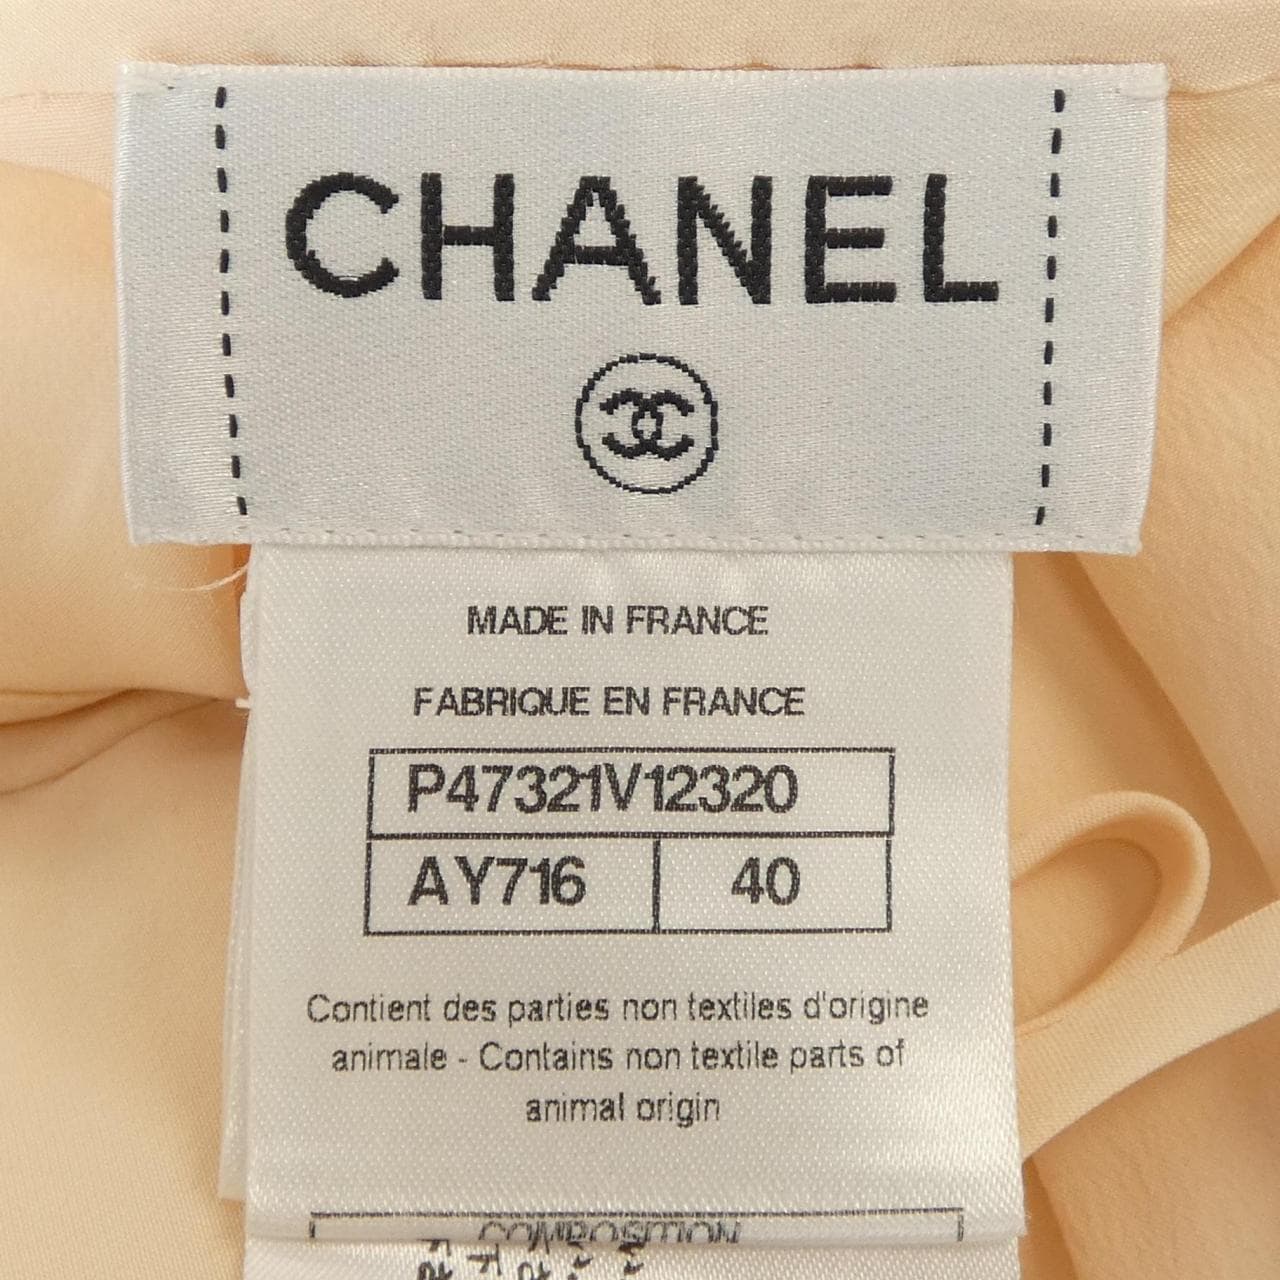 CHANEL
MADE IN FRANCE
FABRIQUE EN FRANCE
P47321V12320
AY716 40
Contient des parties non textiles d'origine
animale - Contains non textile parts of
animal origin